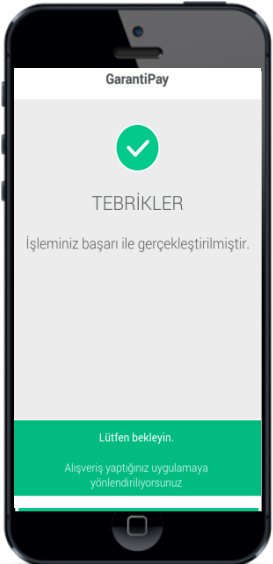 GarantiPay
TEBRİKLER
İşleminiz başarı ile gerçekleştirilmiştir.
Lütfen bekleyin.
Alışveriş yaptığınız uygulamaya
yönlendiriliyorsunuz